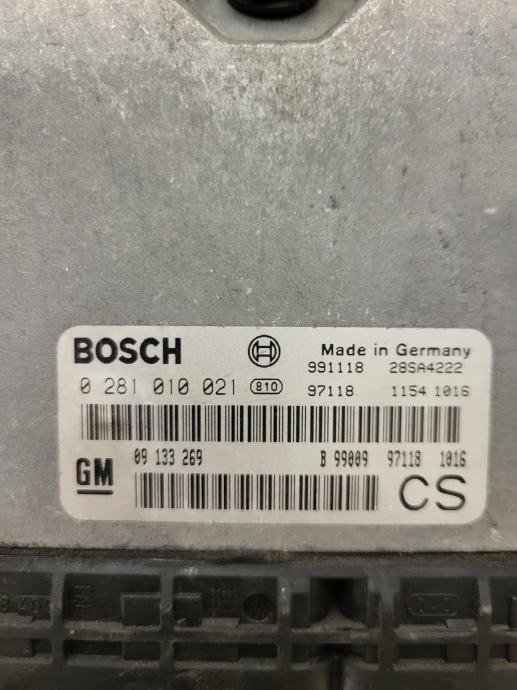 BOSCH Made in Germany
991118 28SA4222
0 281 010 021 810 97118 1154 1016
GM 09 133 269 B 99009 97118 1016
CS